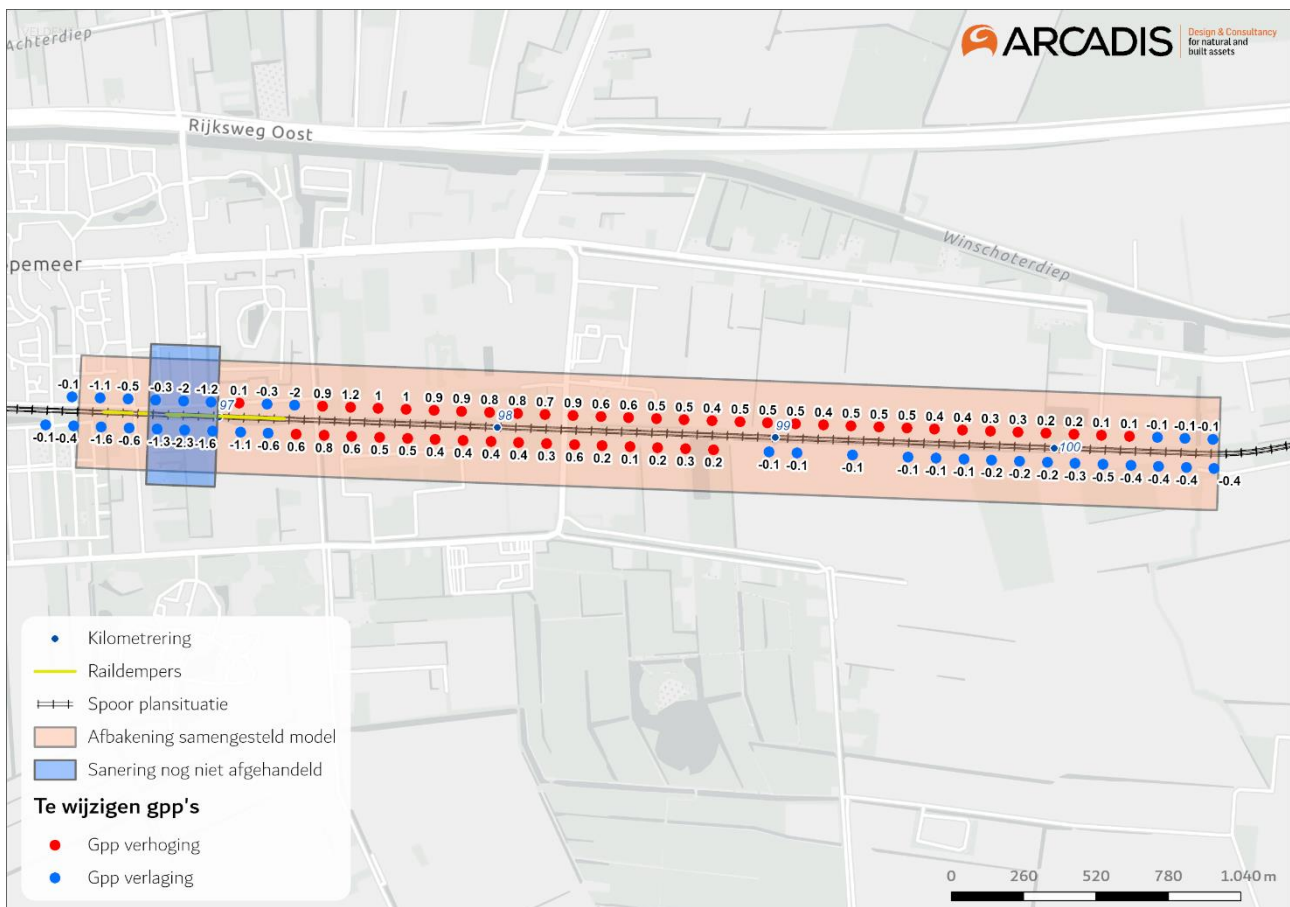 VELDEN
Achterdiep
ARCADIS
Design & Consultancy
for natural and
built assets
Rijksweg Oost
Winschoterdiep
pemeer
-0.1 -1.1 -0.5 -0.3 -2 -1.2 0.1 -0.3 -2 0.9 1.2 1 1 0.9 0.9 0.8 0.8 0.7 0.9 0.6 0.6 0.5 0.5 0.4 0.5 0.5 0.5 0.4 0.5 0.5 0.5 0.4 0.4 0.3 0.3 0.2 0.2 0.1 0.1 -0.1 -0.1 -0.1
97 98 99 100
-0.1 -0.4 -1.6 -0.6 -1.3 -2.3 -1.6 -1.1 -0.6 0.6 0.8 0.6 0.5 0.5 0.4 0.4 0.4 0.4 0.3 0.6 0.2 0.1 0.2 0.3 0.2 -0.1 -0.1 -0.1 -0.1 -0.1 -0.1 -0.2 -0.2 -0.2 -0.3 -0.5 -0.4 -0.4 -0.4 -0.4
Kilometrering
Raildempers
Spoor plansituatie
Afbakening samengesteld model
Sanering nog niet afgehandeld
Te wijzigen gpp's
Gpp verhoging
Gpp verlaging
0 260 520 780 1.040 m